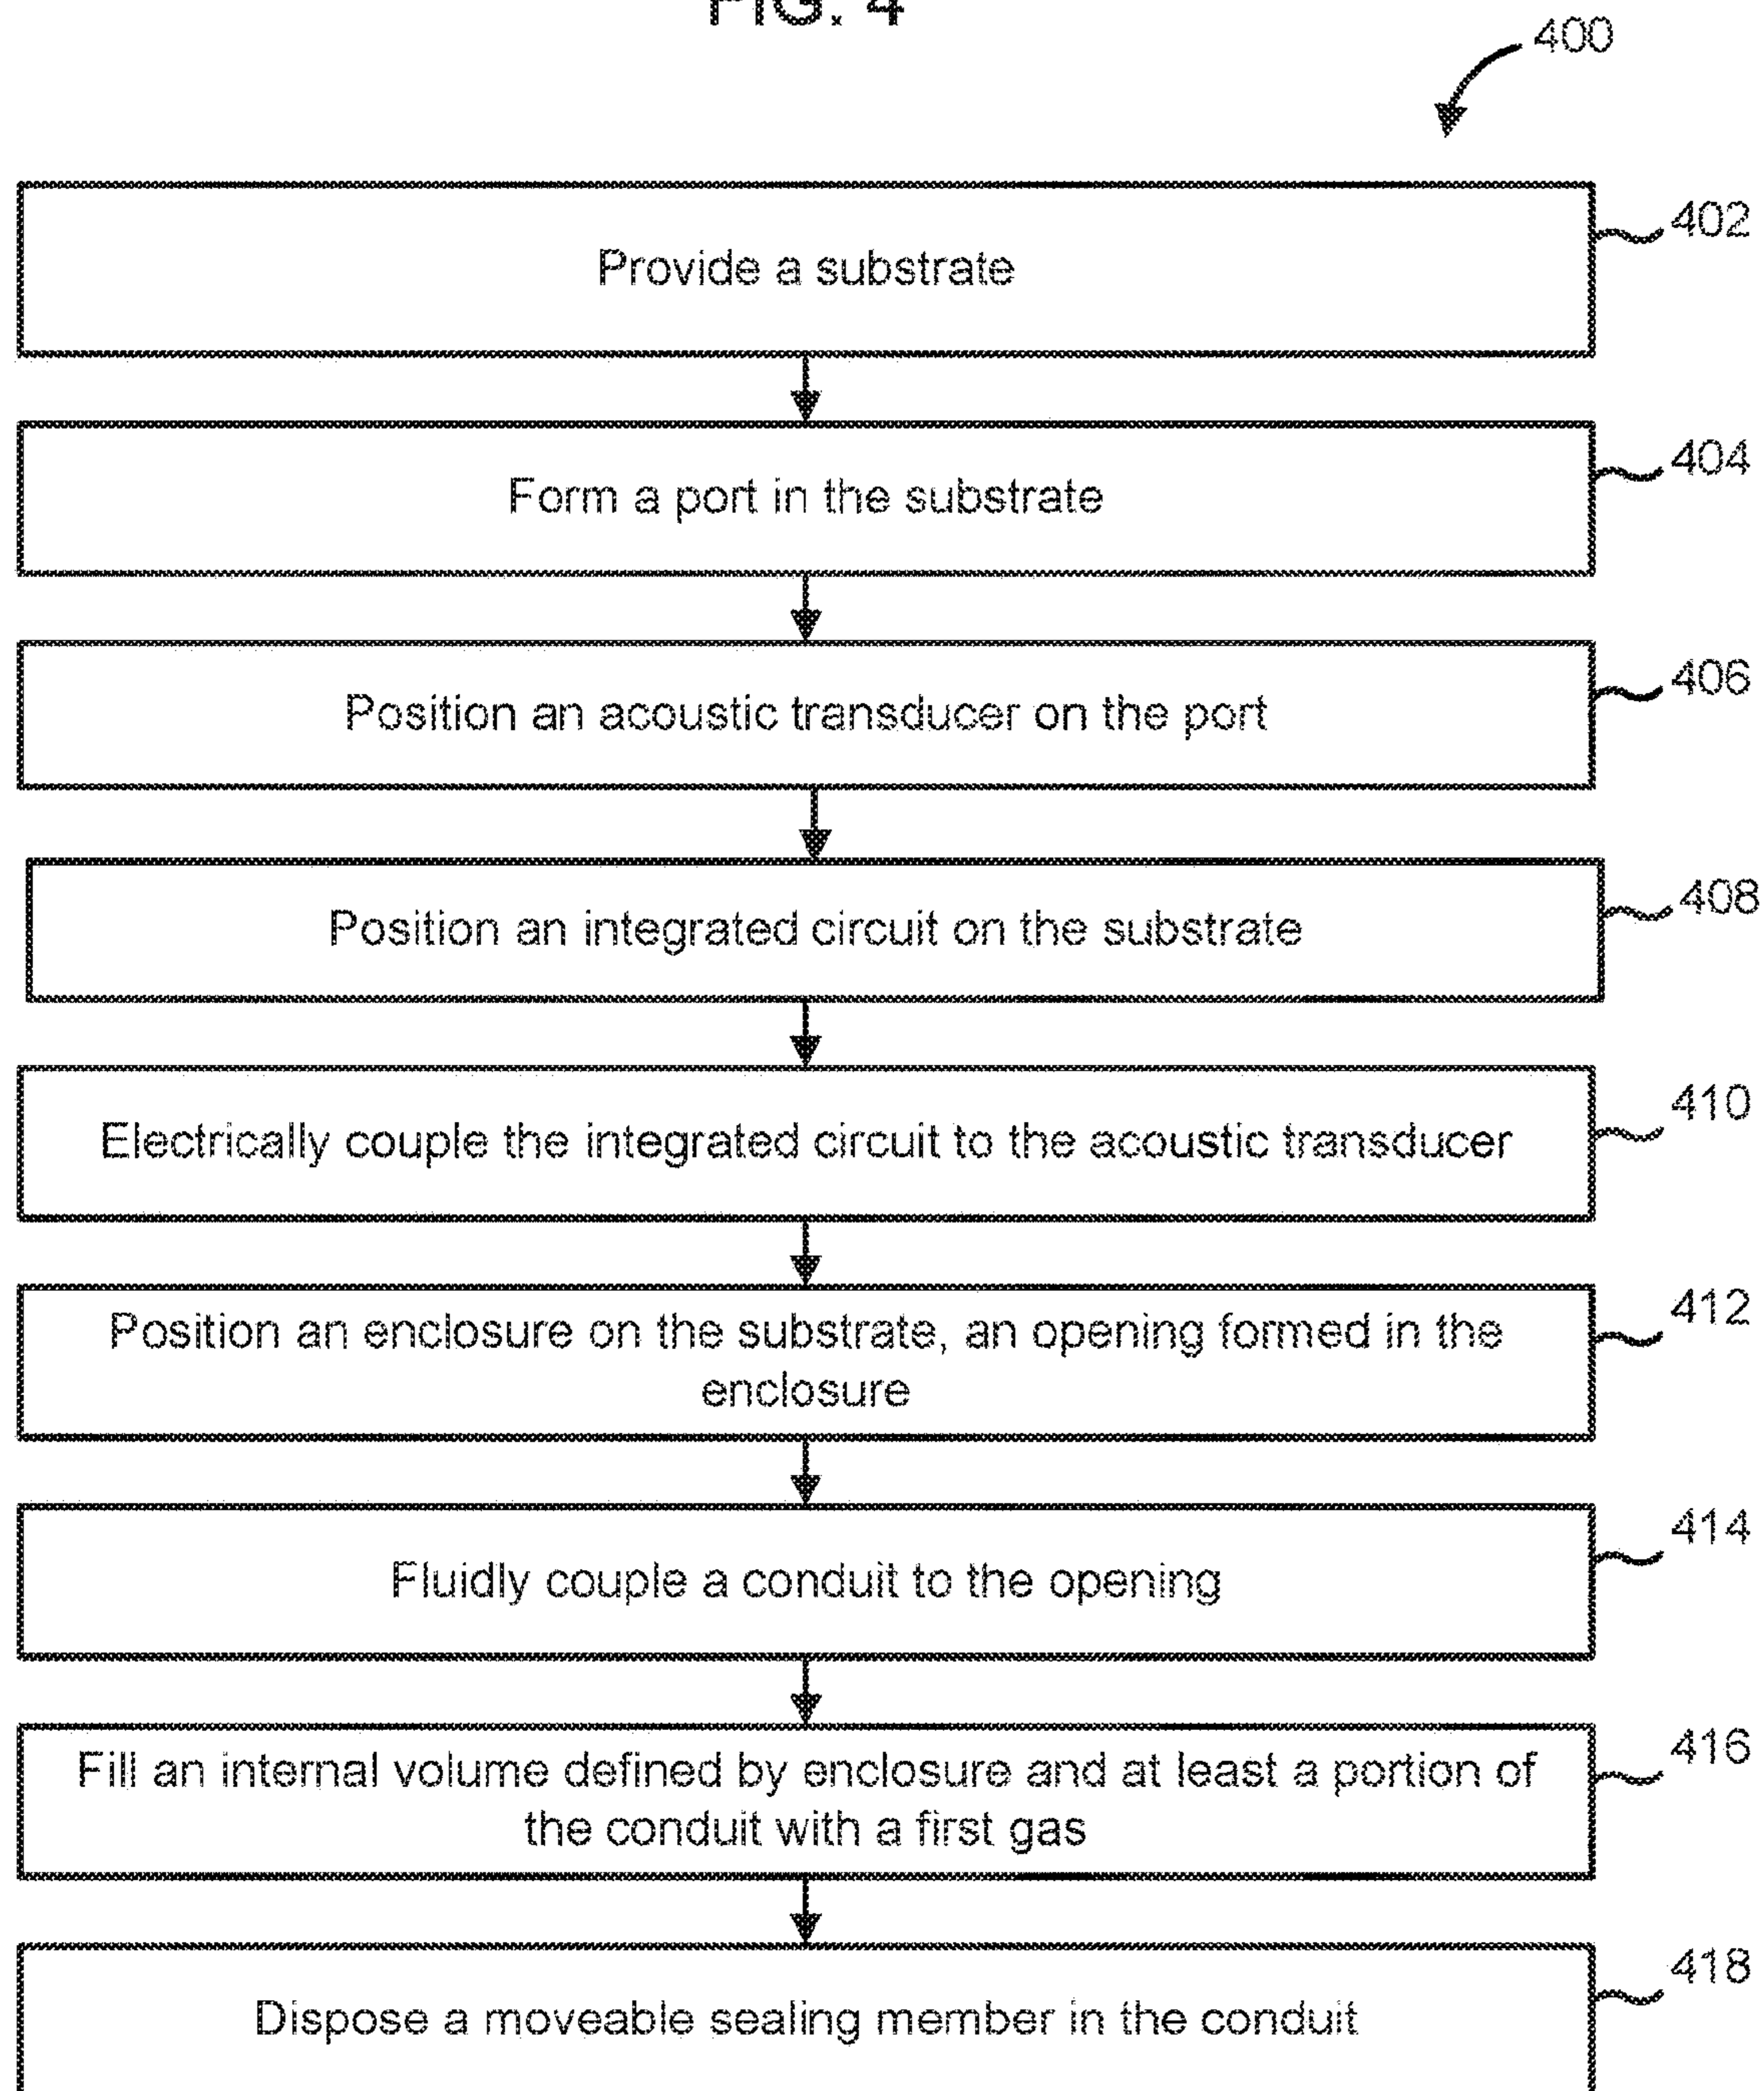 FIG. 4
400
Provide a substrate
402
Form a port in the substrate
404
Position an acoustic transducer on the port
406
Position an integrated circuit on the substrate
408
Electrically couple the integrated circuit to the acoustic transducer
410
Position an enclosure on the substrate, an opening formed in the
enclosure
412
Fluidly couple a conduit to the opening
414
Fill an internal volume defined by enclosure and at least a portion of
the conduit with a first gas
416
Dispose a moveable sealing member in the conduit
418